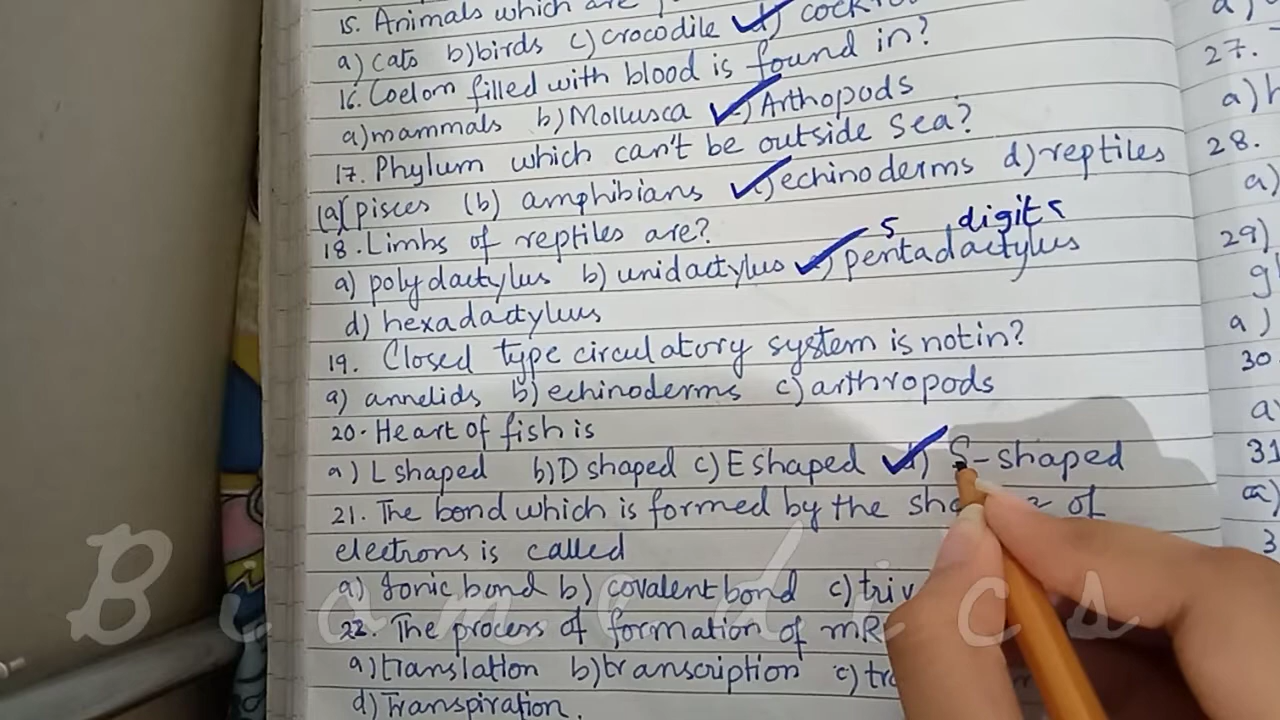 15. Animals which are
a) cats b) birds c) crocodile d)
16. Coelom filled with blood is found in?
a) mammals b) Mollusca c) Arthopods
17. Phylum which can't be outside sea?
(a) pisces (b) amphibians c) echinoderms d) reptiles
5 digits
18. Limbs of reptiles are?
a) polydactylus b) unidactylus c) pentadactylus
d) hexadactylus
19. Closed type circulatory system is not in?
a) annelids b) echinoderms c) arthropods
20. Heart of fish is
a) L shaped b) D shaped c) E shaped d) S-shaped
21. The bond which is formed by the of
electrons is called
a) Ionic bond b) covalent bond c)
22. The process of formation of
a) translation b) transcription c)
d) Transpiration.
27.
a)
28.
a)
29)
a)
30
31
a)
Biomedics